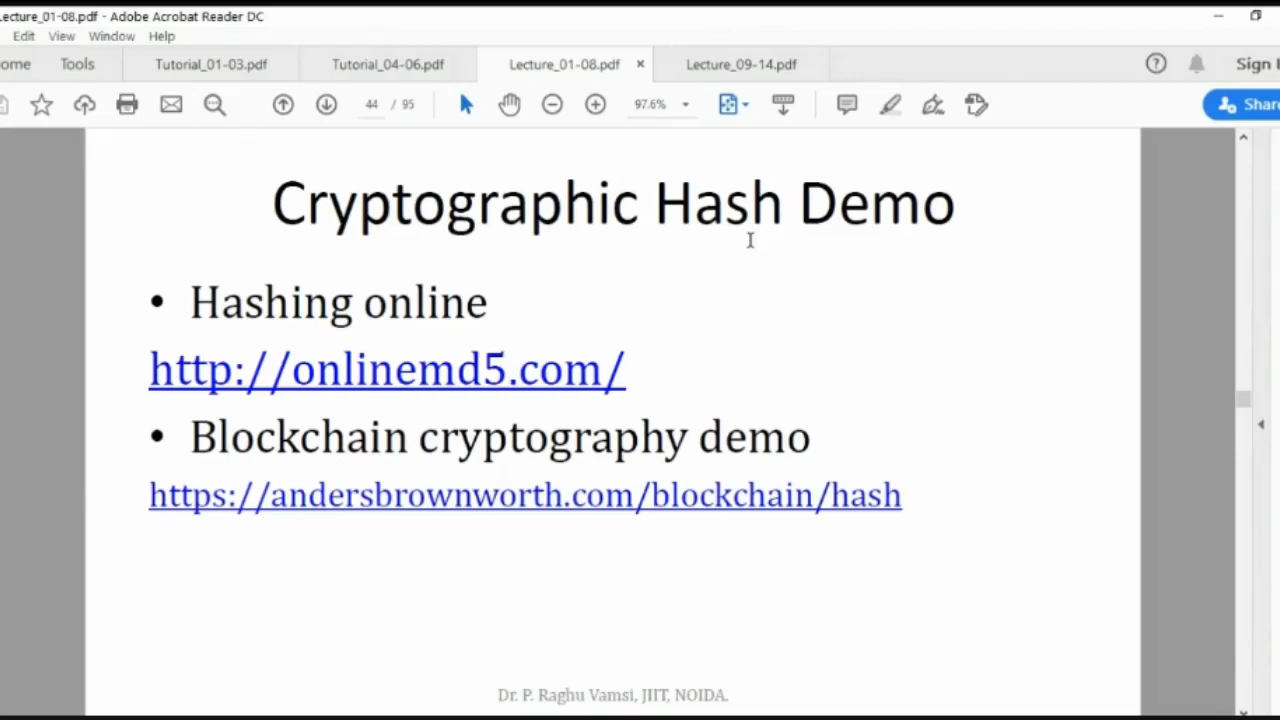 Lecture_01-08.pdf - Adobe Acrobat Reader DC
Edit View Window Help
Tools Tutorial_01-03.pdf Tutorial_04-06.pdf Lecture_01-08.pdf × Lecture_09-14.pdf Sign
44 / 95 97.6%
Cryptographic Hash Demo
• Hashing online
http://onlinemd5.com/
• Blockchain cryptography demo
https://andersbrownworth.com/blockchain/hash
Dr. P. Raghu Vamsi, JIIT, NOIDA.